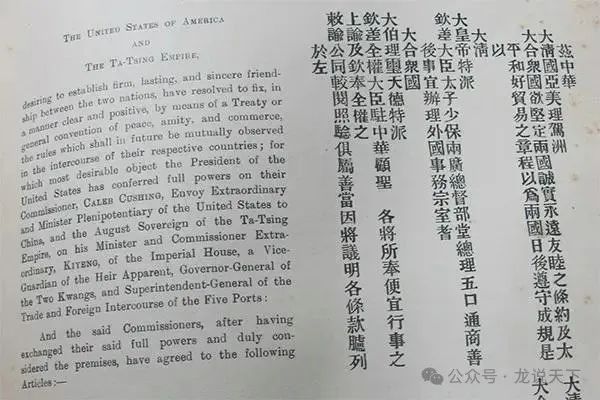 THE UNITED STATES OF AMERICA
AND
THE TA-TSING EMPIRE,
desiring to establish firm, lasting, and sincere friend-
ship between the two nations, have resolved to fix, in
a manner clear and positive, by means of a Treaty or
general convention of peace, amity, and commerce,
the rules which shall in future be mutually observed
in the intercourse of their respective countries; for
which most desirable object the President of the
United States has conferred full powers on their
Commissioner, CALEB CUSHING, Envoy Extraordinary
and Minister Plenipotentiary of the United States to
China, and the August Sovereign of the Ta-Tsing
Empire, on his Minister and Commissioner Extra-
ordinary, KIYENG, of the Imperial House, a Vice-
Guardian of the Heir Apparent, Governor-General of
the Two Kwangs, and Superintendent-General of the
Trade and Foreign Intercourse of the Five Ports:
And the said Commissioners, after having
exchanged their said full powers and duly con-
sidered the premises, have agreed to the following
Articles:—
茲中華
大清國亞美理駕洲 大清
大合衆國欲堅定兩國誠實永遠友睦之條約及太
平和好貿易之章程以爲兩國日後遵守成規是 大合
以
大清
大皇帝特派
欽差大臣太子少保兩廣總督部堂總理五口通商善
後事宜辦理外國事務宗室耆
大合衆國
大伯理璽天德特派
欽差全權大臣駐中華顧聖 各將所奉便宜行事之
上諭及欽奉全權之
敕諭公同較閱照驗俱屬善當因將議明各條款臚列
於左
公众号·龙说天下